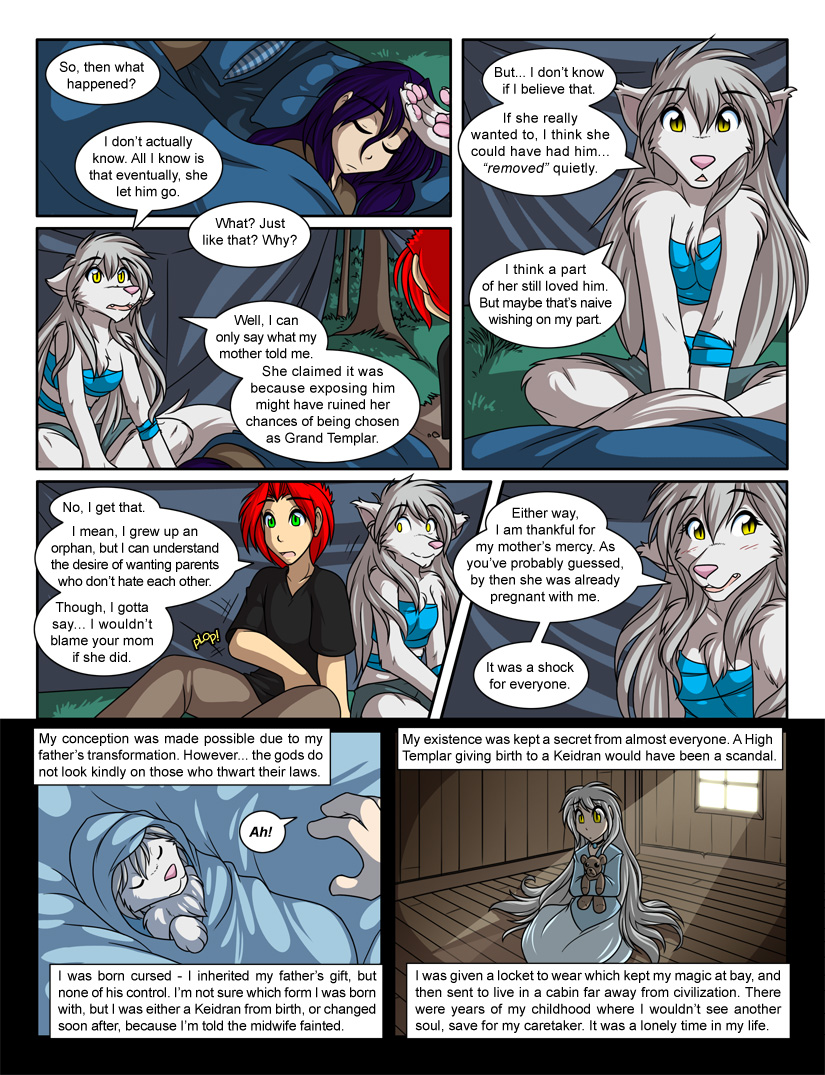 So, then what
happened?
I don't actually
know. All I know is
that eventually, she
let him go.
What? Just
like that? Why?
Well, I can
only say what my
mother told me.
She claimed it was
because exposing him
might have ruined her
chances of being chosen
as Grand Templar.
But... I don't know
if I believe that.
If she really
wanted to, I think she
could have had him...
"removed" quietly.
I think a part
of her still loved him.
But maybe that's naive
wishing on my part.
No, I get that.
I mean, I grew up an
orphan, but I can understand
the desire of wanting parents
who don't hate each other.
Though, I gotta
say... I wouldn't
blame your mom
if she did.
PLOP!
Either way,
I am thankful for
my mother's mercy. As
you've probably guessed,
by then she was already
pregnant with me.
It was a shock
for everyone.
My conception was made possible due to my
father's transformation. However... the gods do
not look kindly on those who thwart their laws.
Ah!
I was born cursed - I inherited my father's gift, but
none of his control. I'm not sure which form I was born
with, but I was either a Keidran from birth, or changed
soon after, because I'm told the midwife fainted.
My existence was kept a secret from almost everyone. A High
Templar giving birth to a Keidran would have been a scandal.
I was given a locket to wear which kept my magic at bay, and
then sent to live in a cabin far away from civilization. There
were years of my childhood where I wouldn't see another
soul, save for my caretaker. It was a lonely time in my life.